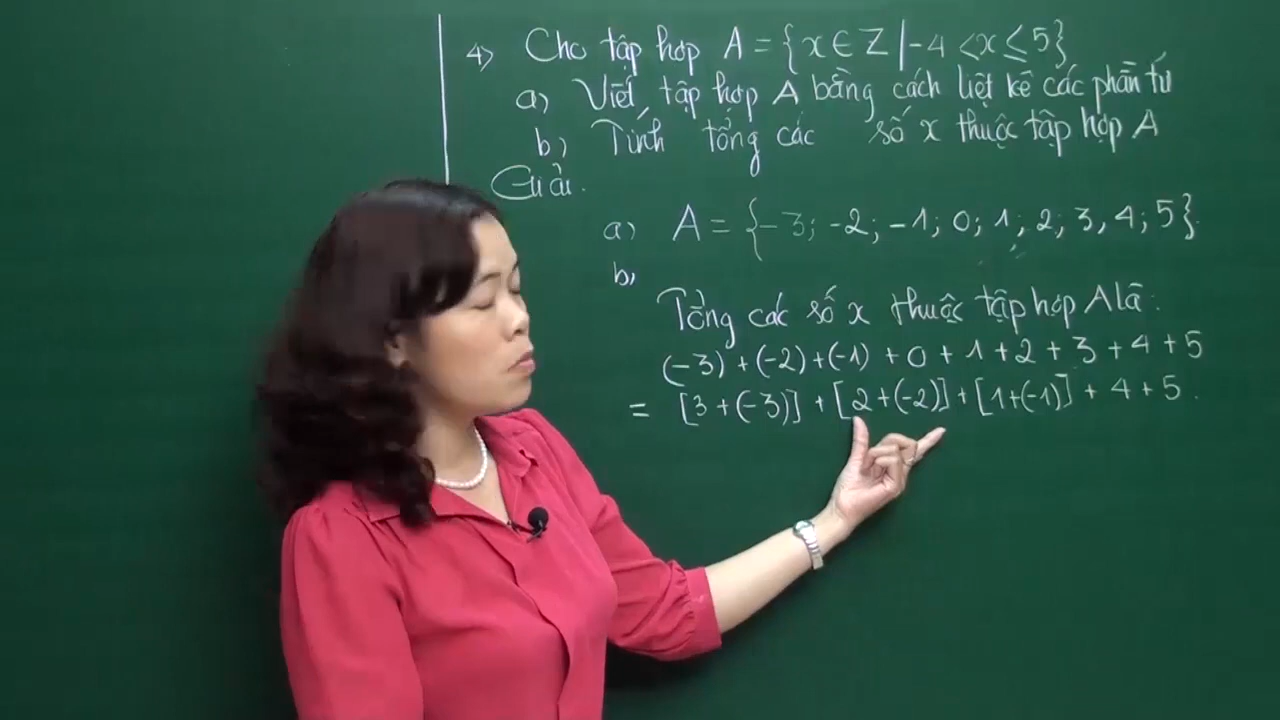 4) Cho tập hợp A = {x ∈ Z | -4 < x ≤ 5}
a) Viết tập hợp A bằng cách liệt kê các phần tử
b) Tính tổng các số x thuộc tập hợp A
Giải.
a) A = {-3; -2; -1; 0; 1; 2; 3, 4; 5}.
b,
Tổng các số x thuộc tập hợp A là:
(-3) + (-2) + (-1) + 0 + 1 + 2 + 3 + 4 + 5
= [3 + (-3)] + [2 + (-2)] + [1 + (-1)] + 4 + 5.